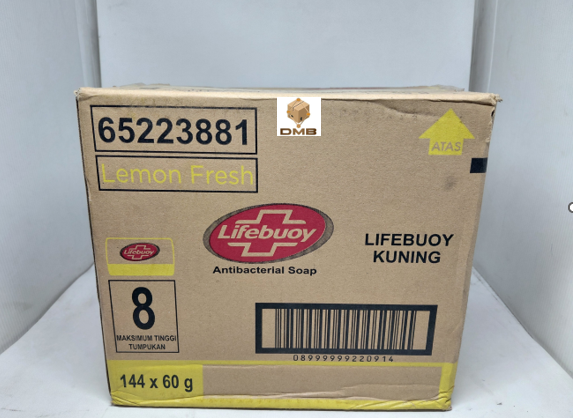 DMB
65223881
ATAS
Lemon Fresh
Lifebuoy
Antibacterial Soap
LIFEBUOY
KUNING
Lifebuoy
8
MAKSIMUM TINGGI
TUMPUKAN
08999999220914
144 x 60 g